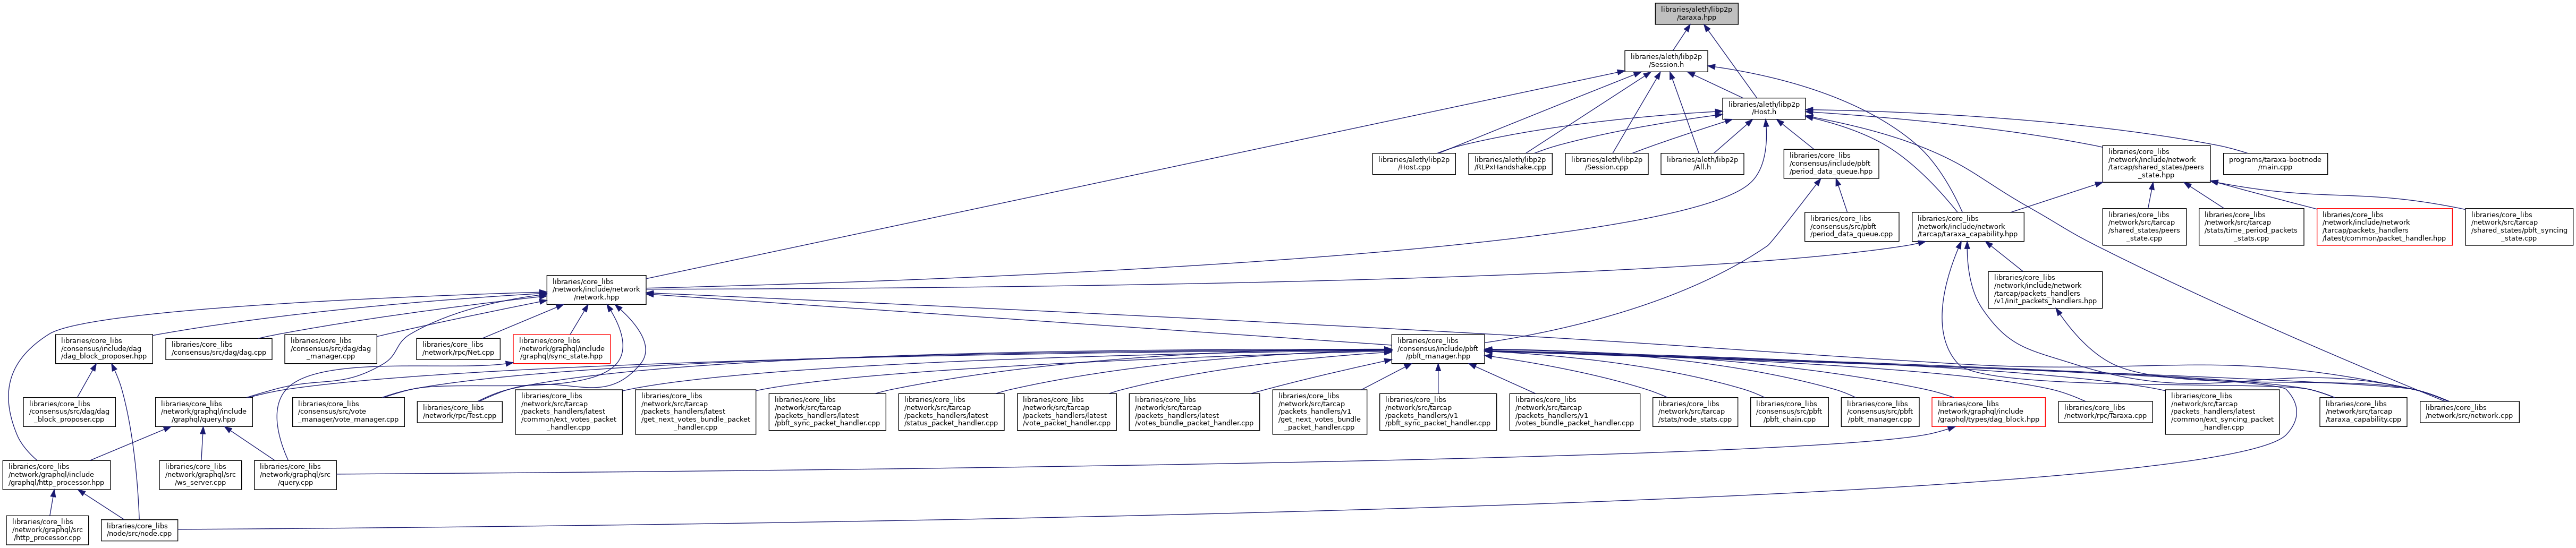 libraries/aleth/libp2p
/taraxa.hpp
libraries/aleth/libp2p
/Session.h
libraries/aleth/libp2p
/Host.h
libraries/aleth/libp2p
/Host.cpp
libraries/aleth/libp2p
/RLPxHandshake.cpp
libraries/aleth/libp2p
/Session.cpp
libraries/aleth/libp2p
/All.h
libraries/core_libs
/consensus/include/pbft
/period_data_queue.hpp
libraries/core_libs
/network/include/network
/tarcap/shared_states/peers
_state.hpp
programs/taraxa-bootnode
/main.cpp
libraries/core_libs
/consensus/src/pbft
/period_data_queue.cpp
libraries/core_libs
/network/include/network
/tarcap/taraxa_capability.hpp
libraries/core_libs
/network/src/tarcap
/shared_states/peers
_state.cpp
libraries/core_libs
/network/src/tarcap
/stats/time_period_packets
_stats.cpp
libraries/core_libs
/network/include/network
/tarcap/packets_handlers
/latest/common/packet_handler.hpp
libraries/core_libs
/network/src/tarcap
/shared_states/pbft_syncing
_state.cpp
libraries/core_libs
/network/include/network
/network.hpp
libraries/core_libs
/network/include/network
/tarcap/packets_handlers
/v1/init_packets_handlers.hpp
libraries/core_libs
/consensus/include/dag
/dag_block_proposer.hpp
libraries/core_libs
/consensus/src/dag/dag.cpp
libraries/core_libs
/consensus/src/dag/dag
_manager.cpp
libraries/core_libs
/network/rpc/Net.cpp
libraries/core_libs
/network/graphql/include
/graphql/sync_state.hpp
libraries/core_libs
/consensus/include/pbft
/pbft_manager.hpp
libraries/core_libs
/consensus/src/dag/dag
_block_proposer.cpp
libraries/core_libs
/network/graphql/include
/graphql/query.hpp
libraries/core_libs
/consensus/src/vote
_manager/vote_manager.cpp
libraries/core_libs
/network/rpc/Test.cpp
libraries/core_libs
/network/src/tarcap
/packets_handlers/latest
/common/ext_votes_packet
_handler.cpp
libraries/core_libs
/network/src/tarcap
/packets_handlers/latest
/get_next_votes_bundle_packet
_handler.cpp
libraries/core_libs
/network/src/tarcap
/packets_handlers/latest
/pbft_sync_packet_handler.cpp
libraries/core_libs
/network/src/tarcap
/packets_handlers/latest
/status_packet_handler.cpp
libraries/core_libs
/network/src/tarcap
/packets_handlers/latest
/vote_packet_handler.cpp
libraries/core_libs
/network/src/tarcap
/packets_handlers/latest
/votes_bundle_packet_handler.cpp
libraries/core_libs
/network/src/tarcap
/packets_handlers/v1
/get_next_votes_bundle
_packet_handler.cpp
libraries/core_libs
/network/src/tarcap
/packets_handlers/v1
/pbft_sync_packet_handler.cpp
libraries/core_libs
/network/src/tarcap
/packets_handlers/v1
/votes_bundle_packet_handler.cpp
libraries/core_libs
/network/src/tarcap
/stats/node_stats.cpp
libraries/core_libs
/consensus/src/pbft
/pbft_chain.cpp
libraries/core_libs
/consensus/src/pbft
/pbft_manager.cpp
libraries/core_libs
/network/graphql/include
/graphql/types/dag_block.hpp
libraries/core_libs
/network/rpc/Taraxa.cpp
libraries/core_libs
/network/src/tarcap
/packets_handlers/latest
/common/ext_syncing_packet
_handler.cpp
libraries/core_libs
/network/src/tarcap
/taraxa_capability.cpp
libraries/core_libs
/network/src/network.cpp
libraries/core_libs
/network/graphql/include
/graphql/http_processor.hpp
libraries/core_libs
/network/graphql/src
/ws_server.cpp
libraries/core_libs
/network/graphql/src
/query.cpp
libraries/core_libs
/network/graphql/src
/http_processor.cpp
libraries/core_libs
/node/src/node.cpp